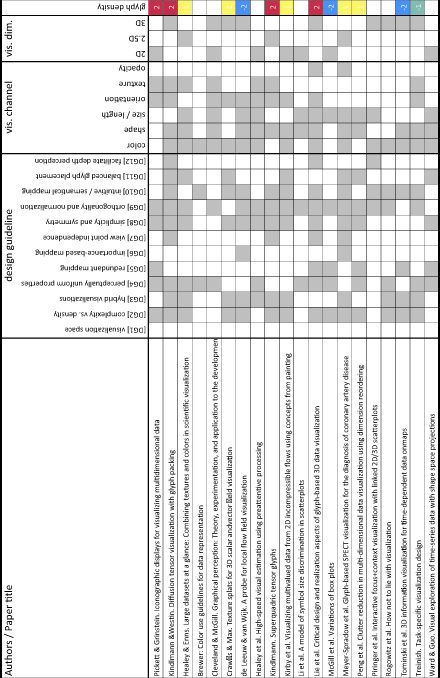 Authors / Paper title
design guideline
vis. channel
vis. dim.
glyph density
[DG1] visualization space
[DG2] complexity vs. density
[DG3] hybrid visualizations
[DG4] perceptually uniform properties
[DG5] redundant mapping
[DG6] importance-based mapping
[DG7] view point independence
[DG8] simplicity and symmetry
[DG9] orthogonality and normalization
[DG10] intuitive / semantical mapping
[DG11] balanced glyph placement
[DG12] facilitate depth perception
color
shape
size / length
orientation
texture
opacity
2D
2.5D
3D
Pickett & Grinstein. Iconographic displays for visualizing multidimensional data
Kindlmann &Westin. Diffusion tensor visualization with glyph packing
Healey & Enns. Large datasets at a glance: Combining textures and colors in scientific visualization
Brewer: Color use guidelines for data representation
Cleveland & McGill. Graphical perception: Theory, experimentation, and application to the developmen
Crawfis & Max. Texture splats for 3D scalar andvector field visualization
de Leeuw & van Wijk. A probe for local flow field visualization
Healey et al. High-speed visual estimation using preattentive processing
Kindlmann. Superquadric tensor glyphs
Kirby et al. Visualizing multivalued data from 2D incompressible flows using concepts from painting
Li et al. A model of symbol size discrimination in scatterplots
Lie et al. Critical design and realization aspects of glyph-based 3D data visualization
McGill et al. Variations of box plots
Meyer-Spradow et al. Glyph-based SPECT visualization for the diagnosis of coronary artery disease
Peng et al. Clutter reduction in multi-dimensional data visualization using dimension reordering
Piringer et al. Interactive focus+context visualization with linked 2D/3D scatterplots
Rogowitz et al. How not to lie with visualization
Tominski et al. 3D information visualization for time-dependent data onmaps
Treinish. Task-specific visualization design
Ward & Guo. Visual exploration of time-series data with shape space projections